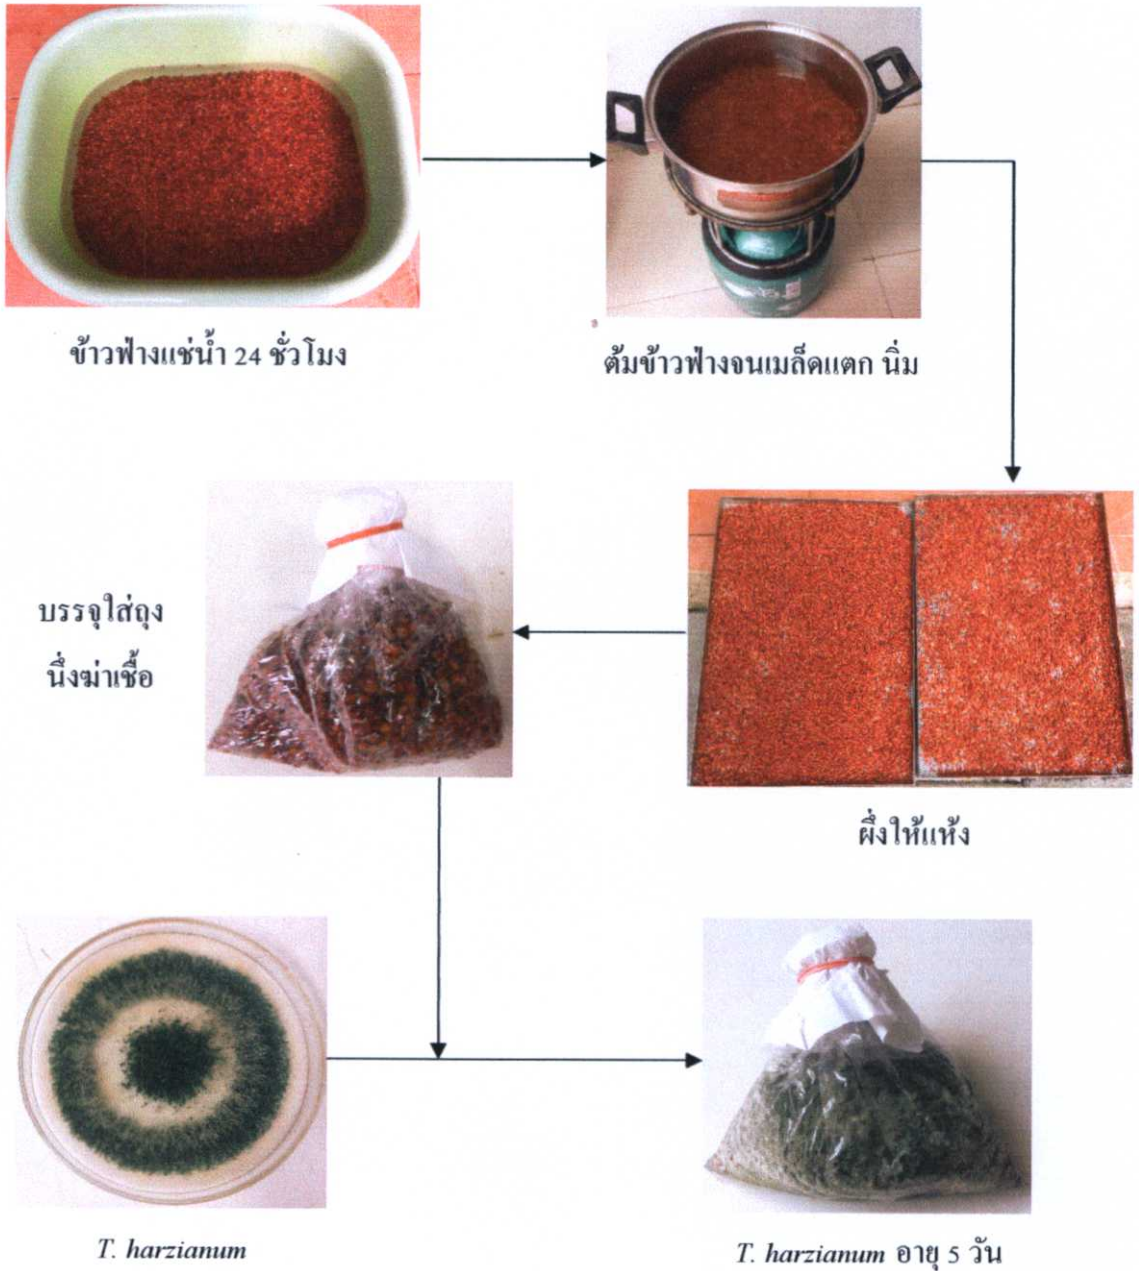 ข้าวฟ่างแช่น้ำ 24 ชั่วโมง
ต้มข้าวฟ่างจนเมล็ดแตก นิ่ม
ผึ่งให้แห้ง
บรรจุใส่ถุง
นึ่งฆ่าเชื้อ
T. harzianum
T. harzianum อายุ 5 วัน